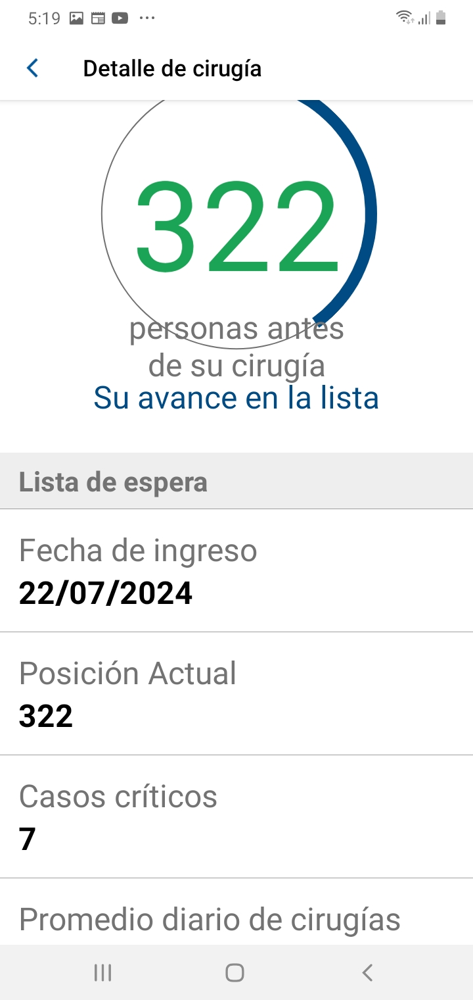 5:19
Detalle de cirugía
322
personas antes
de su cirugía
Su avance en la lista
Lista de espera
Fecha de ingreso
22/07/2024
Posición Actual
322
Casos críticos
7
Promedio diario de cirugías